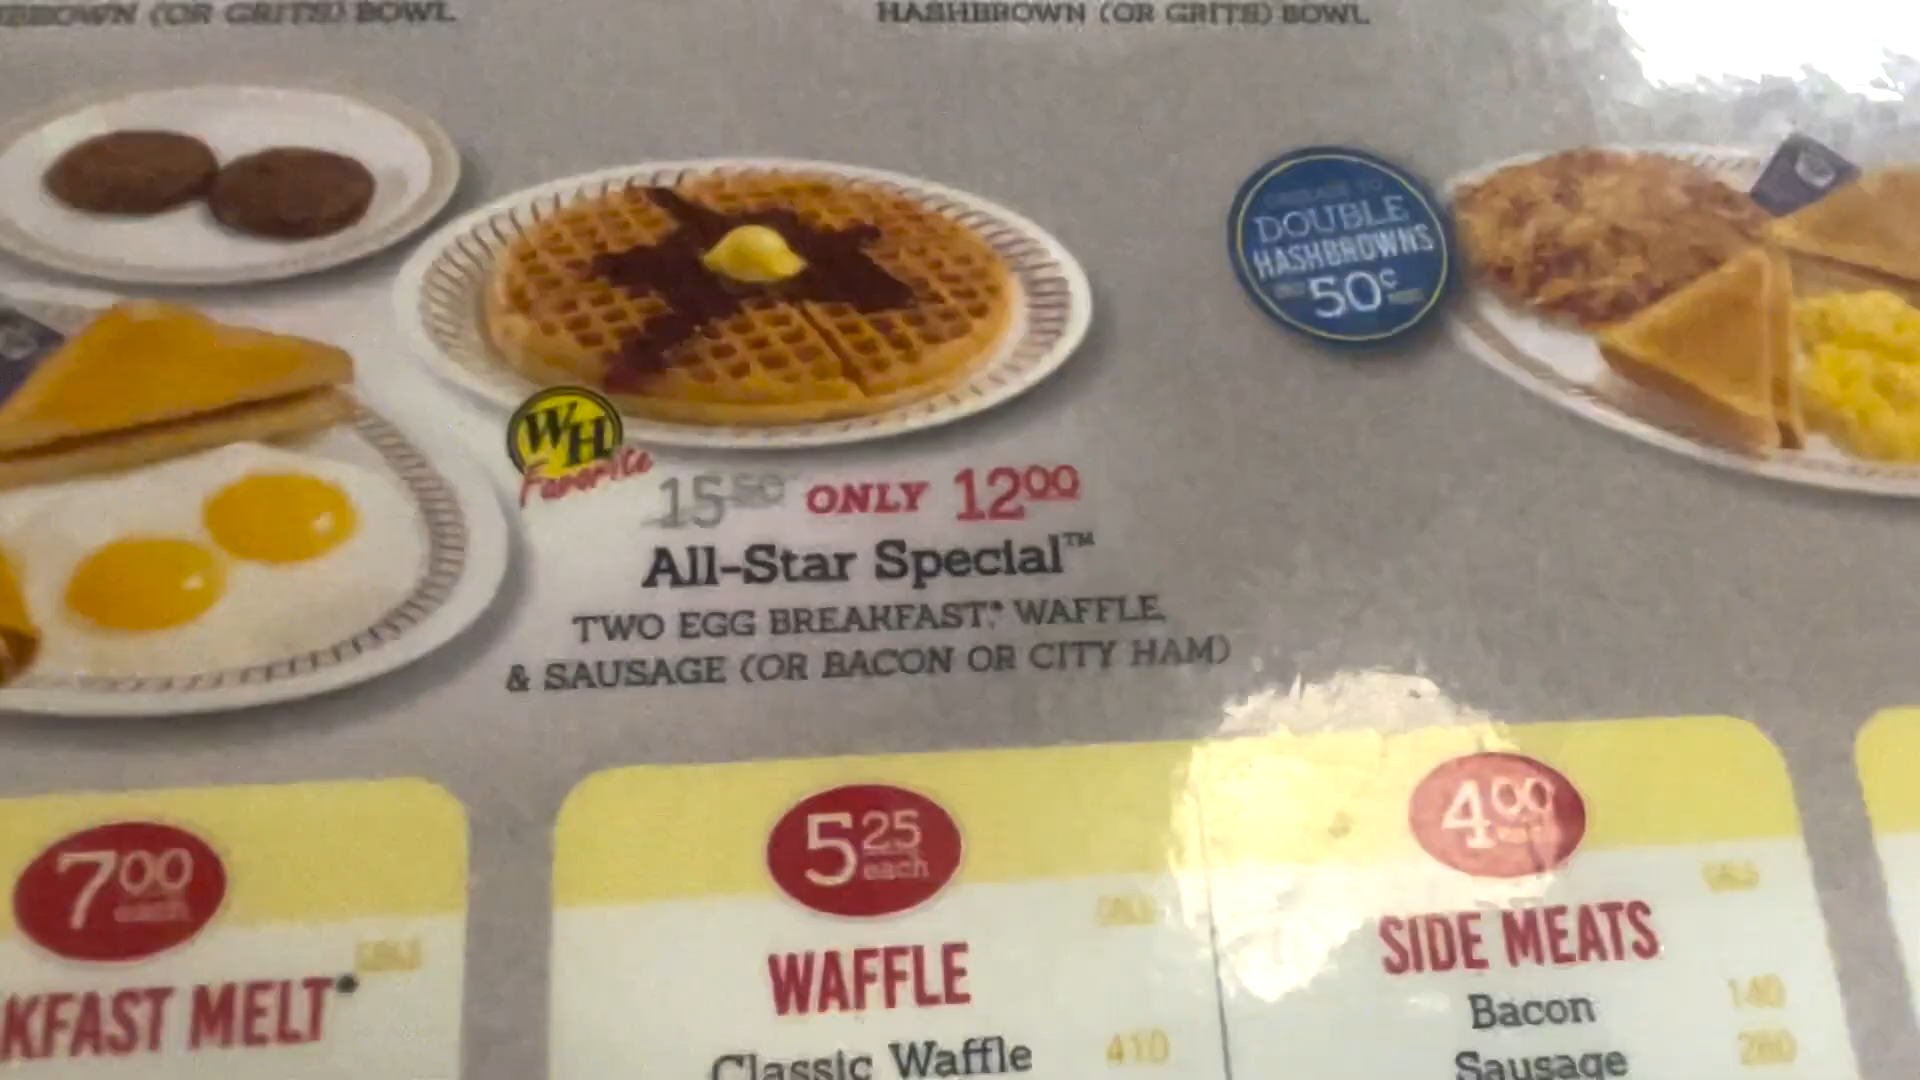 HASHBROWN (OR GRITS) BOWL
(OR GRITS) BOWL
DOUBLE
HASHBROWNS
50¢
WH
Favorite
15⁵⁰ ONLY 12⁰⁰
All-Star Special™
TWO EGG BREAKFAST,* WAFFLE
& SAUSAGE (OR BACON OR CITY HAM)
7⁰⁰
each
KFAST MELT*
5²⁵
each
WAFFLE
Classic Waffle 410
4⁰⁰
SIDE MEATS
Bacon 140
Sausage 260